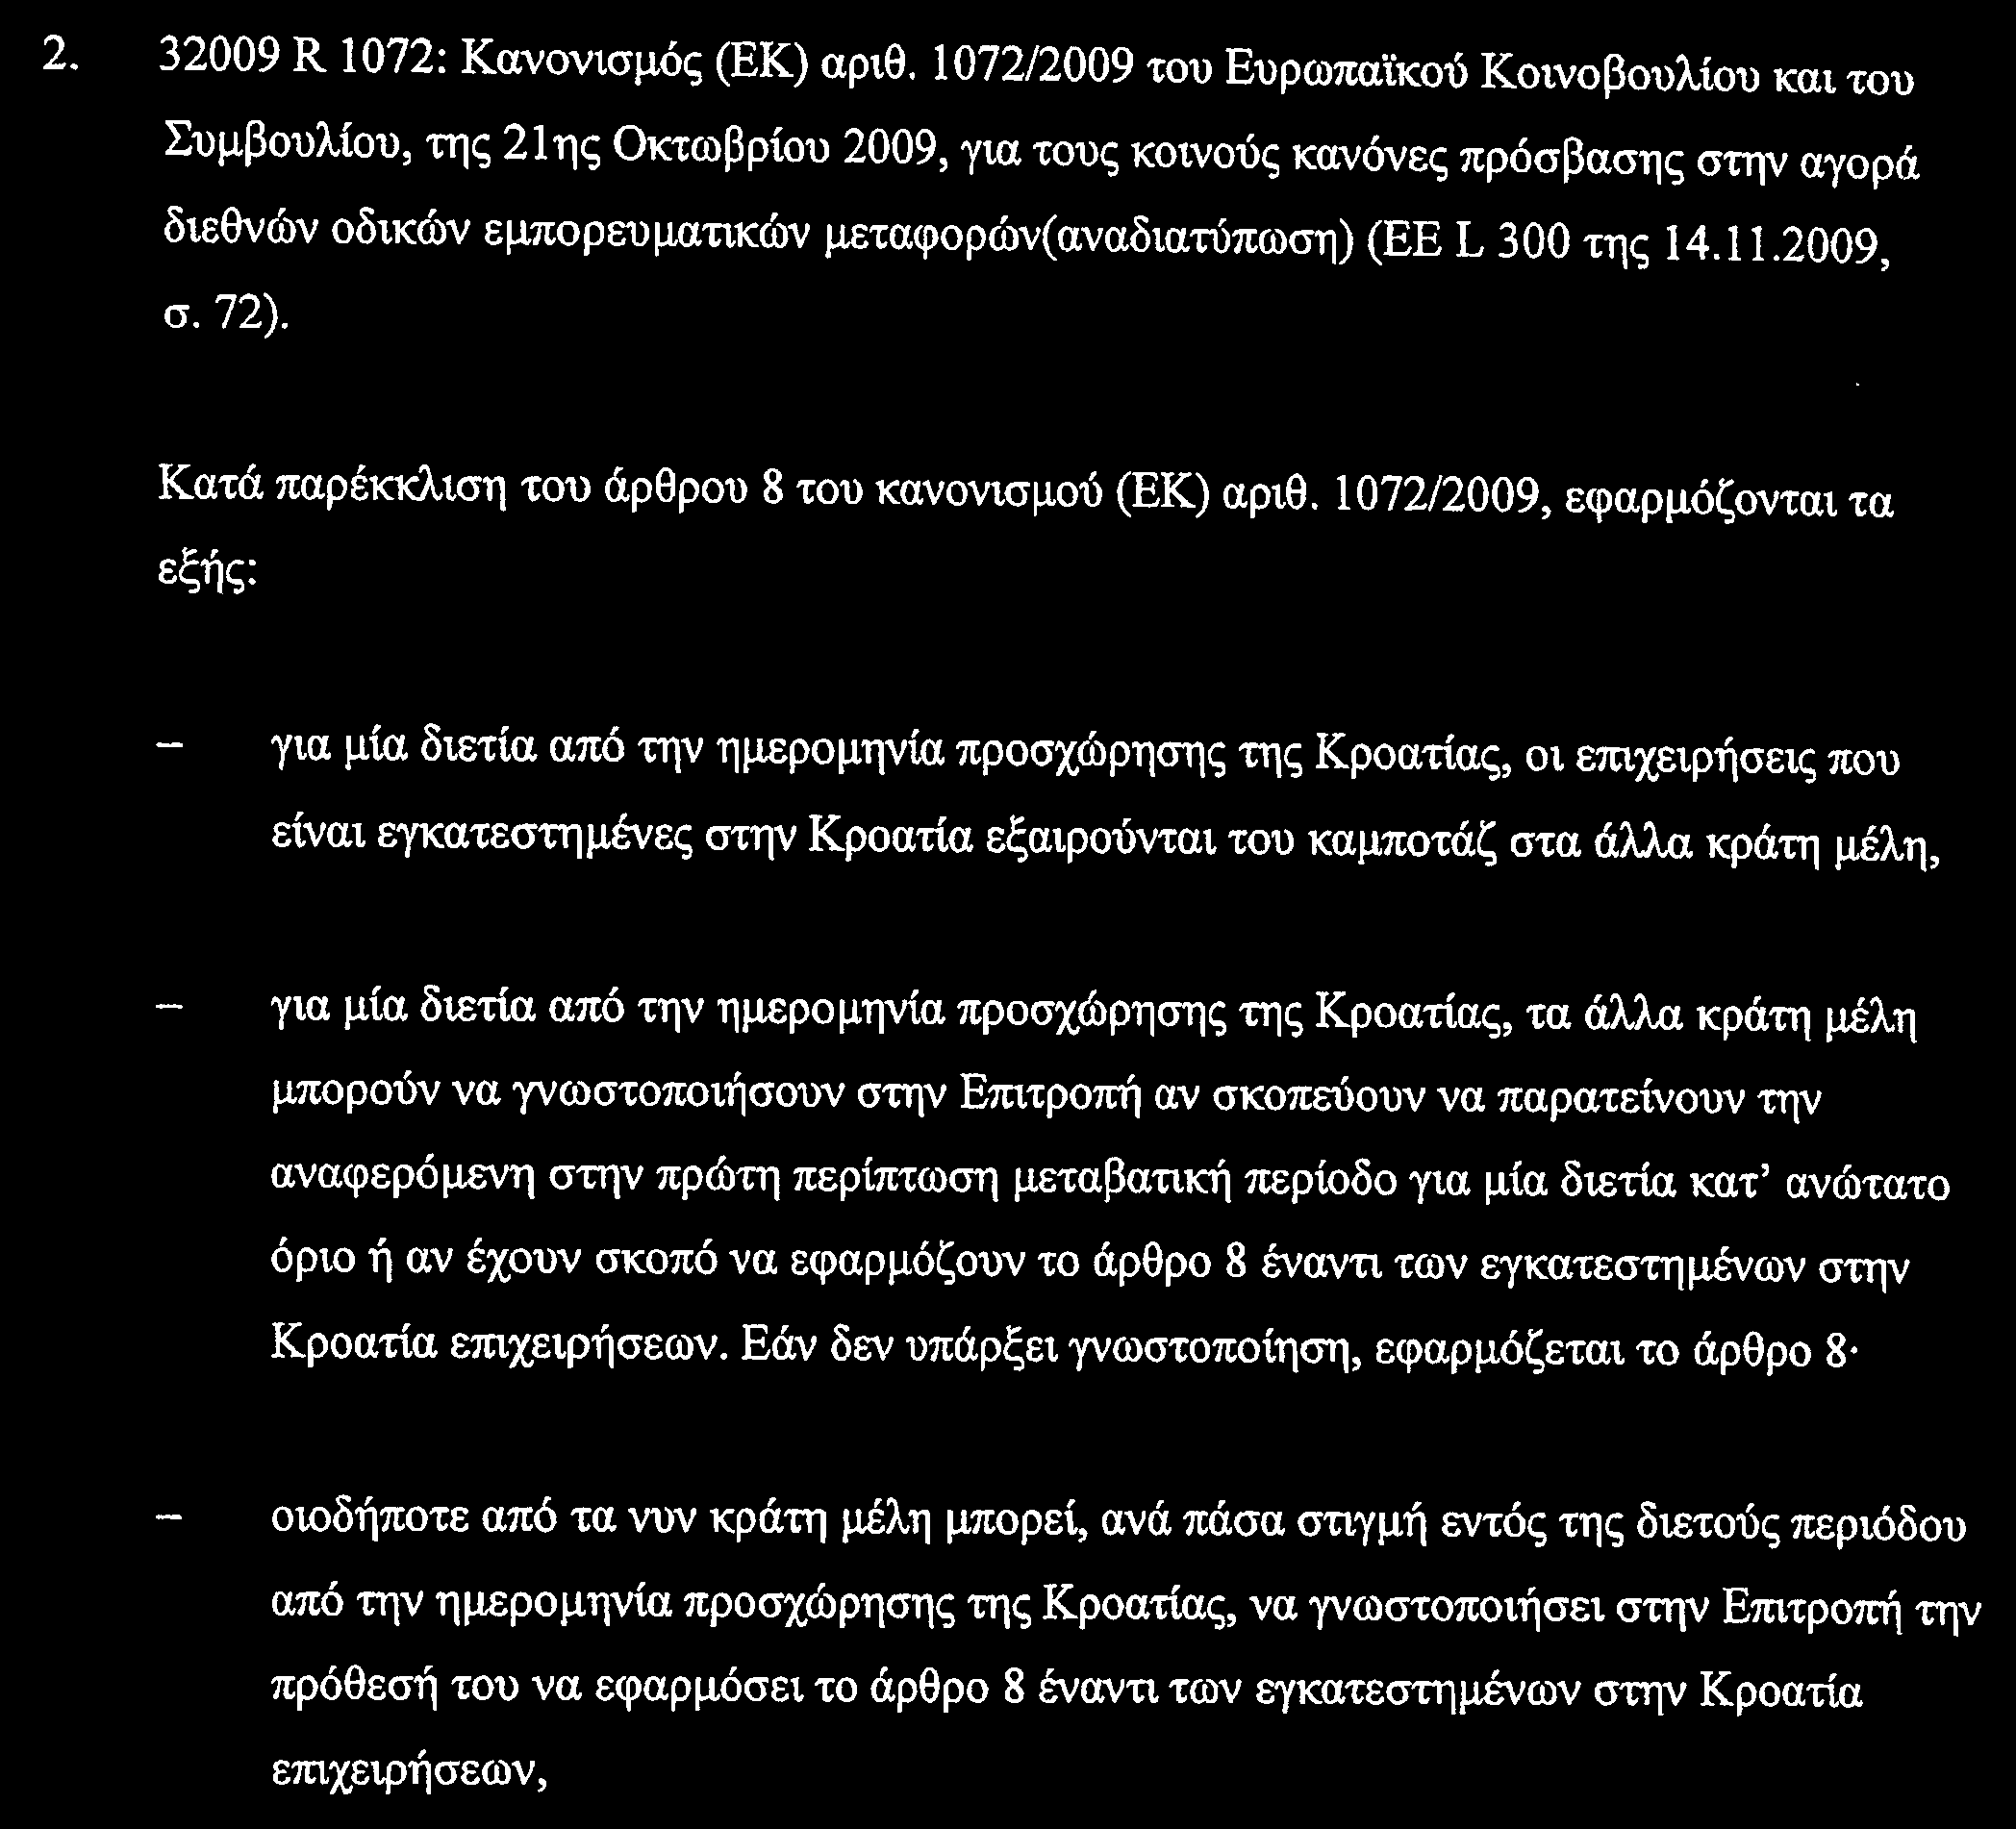 2. 32009 R 1072: Κανονισμός (ΕΚ) αριθ. 1072/2009 του Ευρωπαϊκού Κοινοβουλίου και του
Συμβουλίου, της 21ης Οκτωβρίου 2009, για τους κοινούς κανόνες πρόσβασης στην αγορά
διεθνών οδικών εμπορευματικών μεταφορών(αναδιατύπωση) (ΕΕ L 300 της 14.11.2009,
σ. 72).
Κατά παρέκκλιση του άρθρου 8 του κανονισμού (ΕΚ) αριθ. 1072/2009, εφαρμόζονται τα
εξής:
– για μία διετία από την ημερομηνία προσχώρησης της Κροατίας, οι επιχειρήσεις που
είναι εγκατεστημένες στην Κροατία εξαιρούνται του καμποτάζ στα άλλα κράτη μέλη,
– για μία διετία από την ημερομηνία προσχώρησης της Κροατίας, τα άλλα κράτη μέλη
μπορούν να γνωστοποιήσουν στην Επιτροπή αν σκοπεύουν να παρατείνουν την
αναφερόμενη στην πρώτη περίπτωση μεταβατική περίοδο για μία διετία κατ’ ανώτατο
όριο ή αν έχουν σκοπό να εφαρμόζουν το άρθρο 8 έναντι των εγκατεστημένων στην
Κροατία επιχειρήσεων. Εάν δεν υπάρξει γνωστοποίηση, εφαρμόζεται το άρθρο 8·
– οιοδήποτε από τα νυν κράτη μέλη μπορεί, ανά πάσα στιγμή εντός της διετούς περιόδου
από την ημερομηνία προσχώρησης της Κροατίας, να γνωστοποιήσει στην Επιτροπή την
πρόθεσή του να εφαρμόσει το άρθρο 8 έναντι των εγκατεστημένων στην Κροατία
επιχειρήσεων,